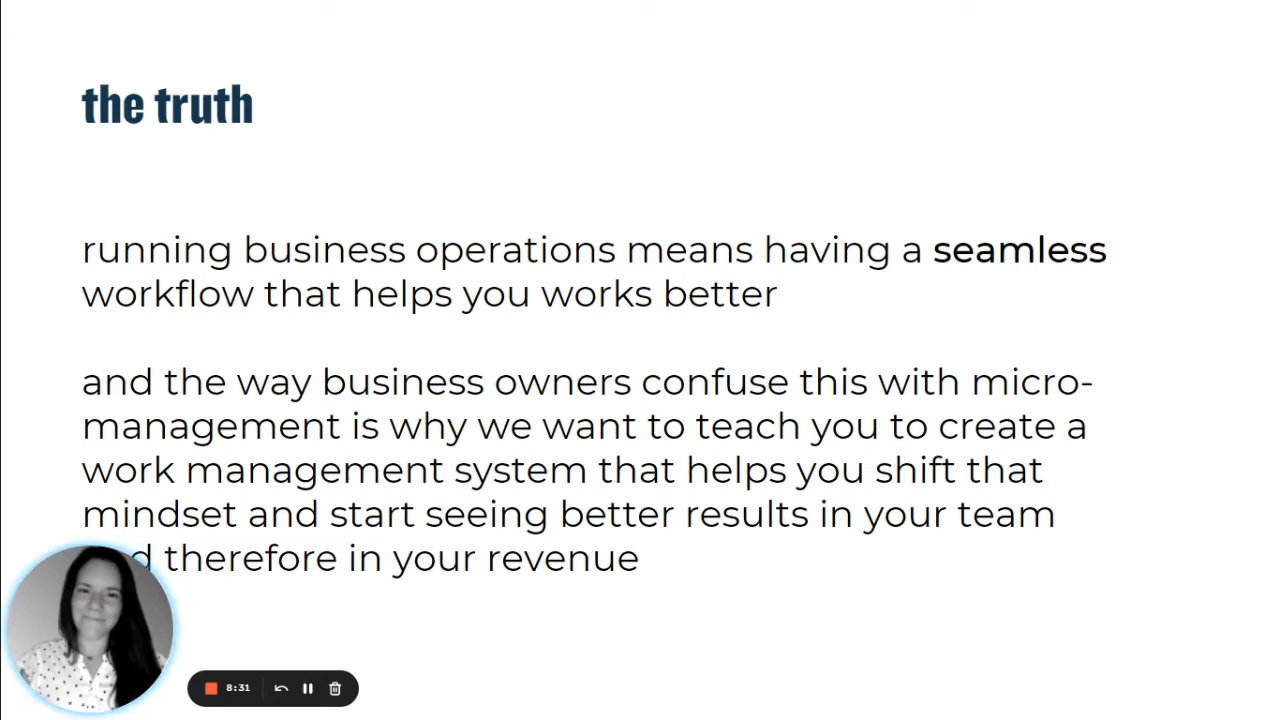 the truth
running business operations means having a seamless
workflow that helps you works better
and the way business owners confuse this with micro-
management is why we want to teach you to create a
work management system that helps you shift that
mindset and start seeing better results in your team
therefore in your revenue
8:31